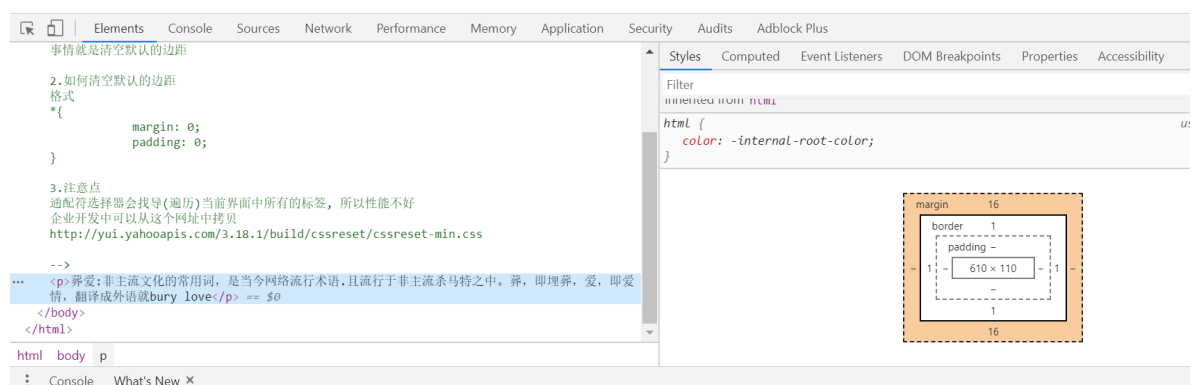 Elements Console Sources Network Performance Memory Application Security Audits Adblock Plus
事情就是清空默认的边距
2.如何清空默认的边距
格式
*{
margin: 0;
padding: 0;
}
3.注意点
通配符选择器会找导(遍历)当前界面中所有的标签, 所以性能不好
企业开发中可以从这个网址中拷贝
http://yui.yahooapis.com/3.18.1/build/cssreset/cssreset-min.css
-->
<p>葬爱:非主流文化的常用词, 是当今网络流行术语.且流行于非主流杀马特之中。葬, 即埋葬, 爱, 即爱
情, 翻译成外语就bury love</p> == $0
</body>
</html>
html body p
Styles Computed Event Listeners DOM Breakpoints Properties Accessibility
Filter
Inherited from html
html { us
color: -internal-root-color;
}
margin 16
border 1
padding –
– 1 – 610 × 110 – 1 –
–
1
16
Console What's New ×